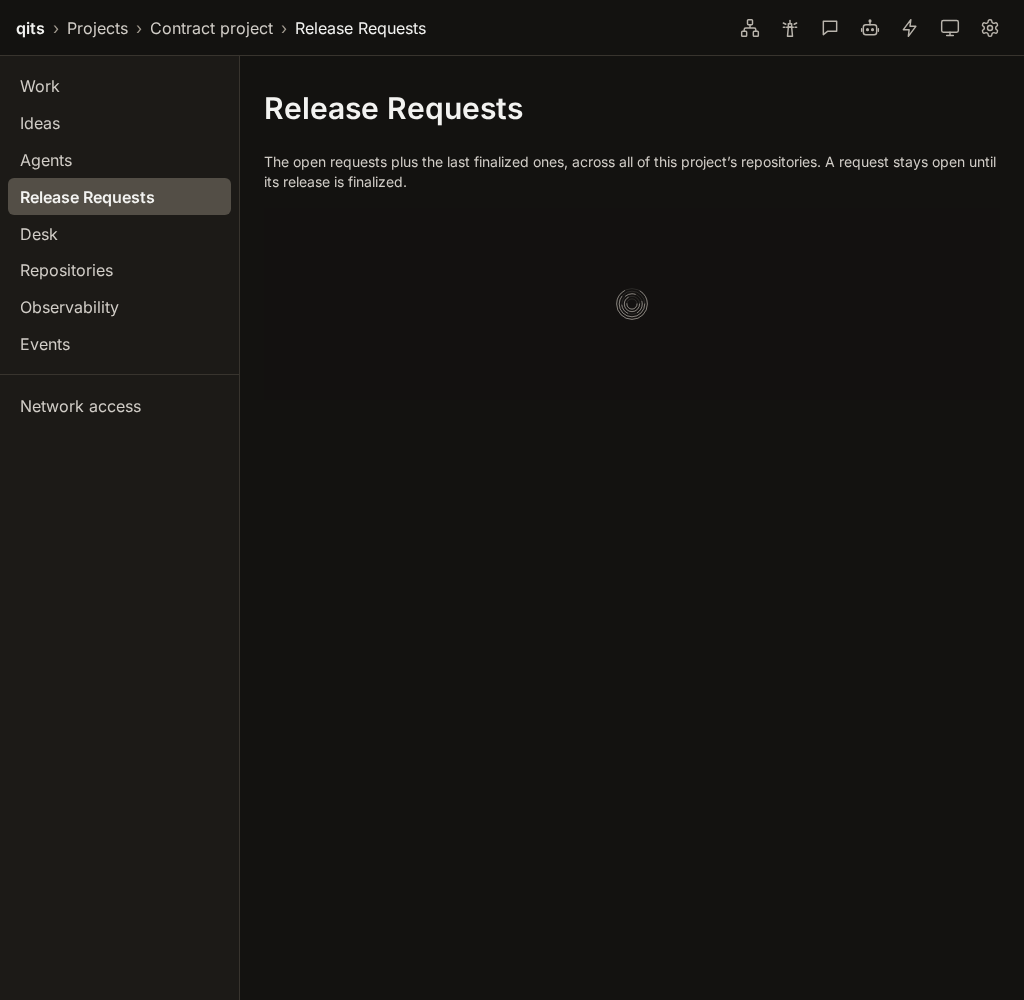 qits › Projects › Contract project › Release Requests
Work
Ideas
Agents
Release Requests
Desk
Repositories
Observability
Events
Network access
Release Requests
The open requests plus the last finalized ones, across all of this project’s repositories. A request stays open until
its release is finalized.